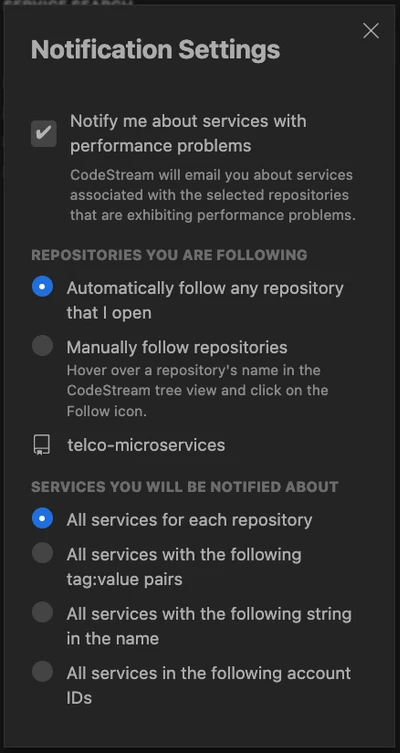 Notification Settings
Notify me about services with
performance problems
CodeStream will email you about services
associated with the selected repositories
that are exhibiting performance problems.
REPOSITORIES YOU ARE FOLLOWING
Automatically follow any repository
that I open
Manually follow repositories
Hover over a repository's name in the
CodeStream tree view and click on the
Follow icon.
telco-microservices
SERVICES YOU WILL BE NOTIFIED ABOUT
All services for each repository
All services with the following
tag:value pairs
All services with the following string
in the name
All services in the following account
IDs